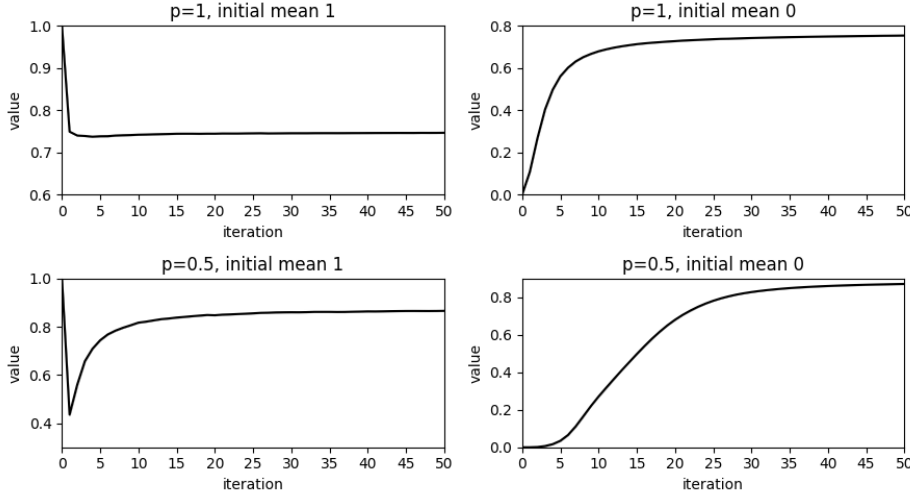 p=1, initial mean 1
1.0
0.9
0.8
0.7
0.6
value
0 5 10 15 20 25 30 35 40 45 50
iteration
p=1, initial mean 0
0.8
0.6
0.4
0.2
0.0
value
0 5 10 15 20 25 30 35 40 45 50
iteration
p=0.5, initial mean 1
1.0
0.8
0.6
0.4
value
0 5 10 15 20 25 30 35 40 45 50
iteration
p=0.5, initial mean 0
0.8
0.6
0.4
0.2
0.0
value
0 5 10 15 20 25 30 35 40 45 50
iteration